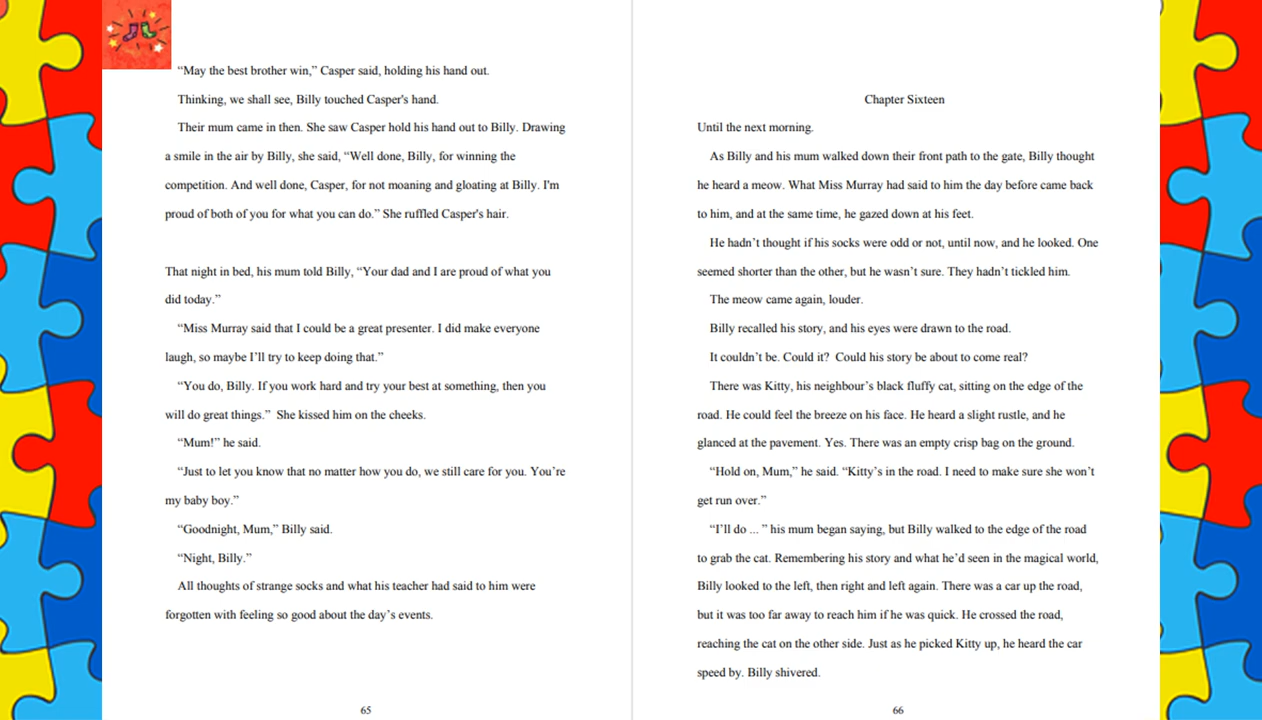 “May the best brother win,” Casper said, holding his hand out.
Thinking, we shall see, Billy touched Casper's hand.
Their mum came in then. She saw Casper hold his hand out to Billy. Drawing
a smile in the air by Billy, she said, “Well done, Billy, for winning the
competition. And well done, Casper, for not moaning and gloating at Billy. I'm
proud of both of you for what you can do.” She ruffled Casper's hair.
That night in bed, his mum told Billy, “Your dad and I are proud of what you
did today.”
“Miss Murray said that I could be a great presenter. I did make everyone
laugh, so maybe I’ll try to keep doing that.”
“You do, Billy. If you work hard and try your best at something, then you
will do great things.”  She kissed him on the cheeks.
“Mum!” he said.
“Just to let you know that no matter how you do, we still care for you. You’re
my baby boy.”
“Goodnight, Mum,” Billy said.
“Night, Billy.”
All thoughts of strange socks and what his teacher had said to him were
forgotten with feeling so good about the day’s events.
65
Chapter Sixteen
Until the next morning.
As Billy and his mum walked down their front path to the gate, Billy thought
he heard a meow. What Miss Murray had said to him the day before came back
to him, and at the same time, he gazed down at his feet.
He hadn’t thought if his socks were odd or not, until now, and he looked. One
seemed shorter than the other, but he wasn’t sure. They hadn’t tickled him.
The meow came again, louder.
Billy recalled his story, and his eyes were drawn to the road.
It couldn’t be. Could it?  Could his story be about to come real?
There was Kitty, his neighbour’s black fluffy cat, sitting on the edge of the
road. He could feel the breeze on his face. He heard a slight rustle, and he
glanced at the pavement. Yes. There was an empty crisp bag on the ground.
“Hold on, Mum,” he said. “Kitty’s in the road. I need to make sure she won’t
get run over.”
“I’ll do ... ” his mum began saying, but Billy walked to the edge of the road
to grab the cat. Remembering his story and what he’d seen in the magical world,
Billy looked to the left, then right and left again. There was a car up the road,
but it was too far away to reach him if he was quick. He crossed the road,
reaching the cat on the other side. Just as he picked Kitty up, he heard the car
speed by. Billy shivered.
66